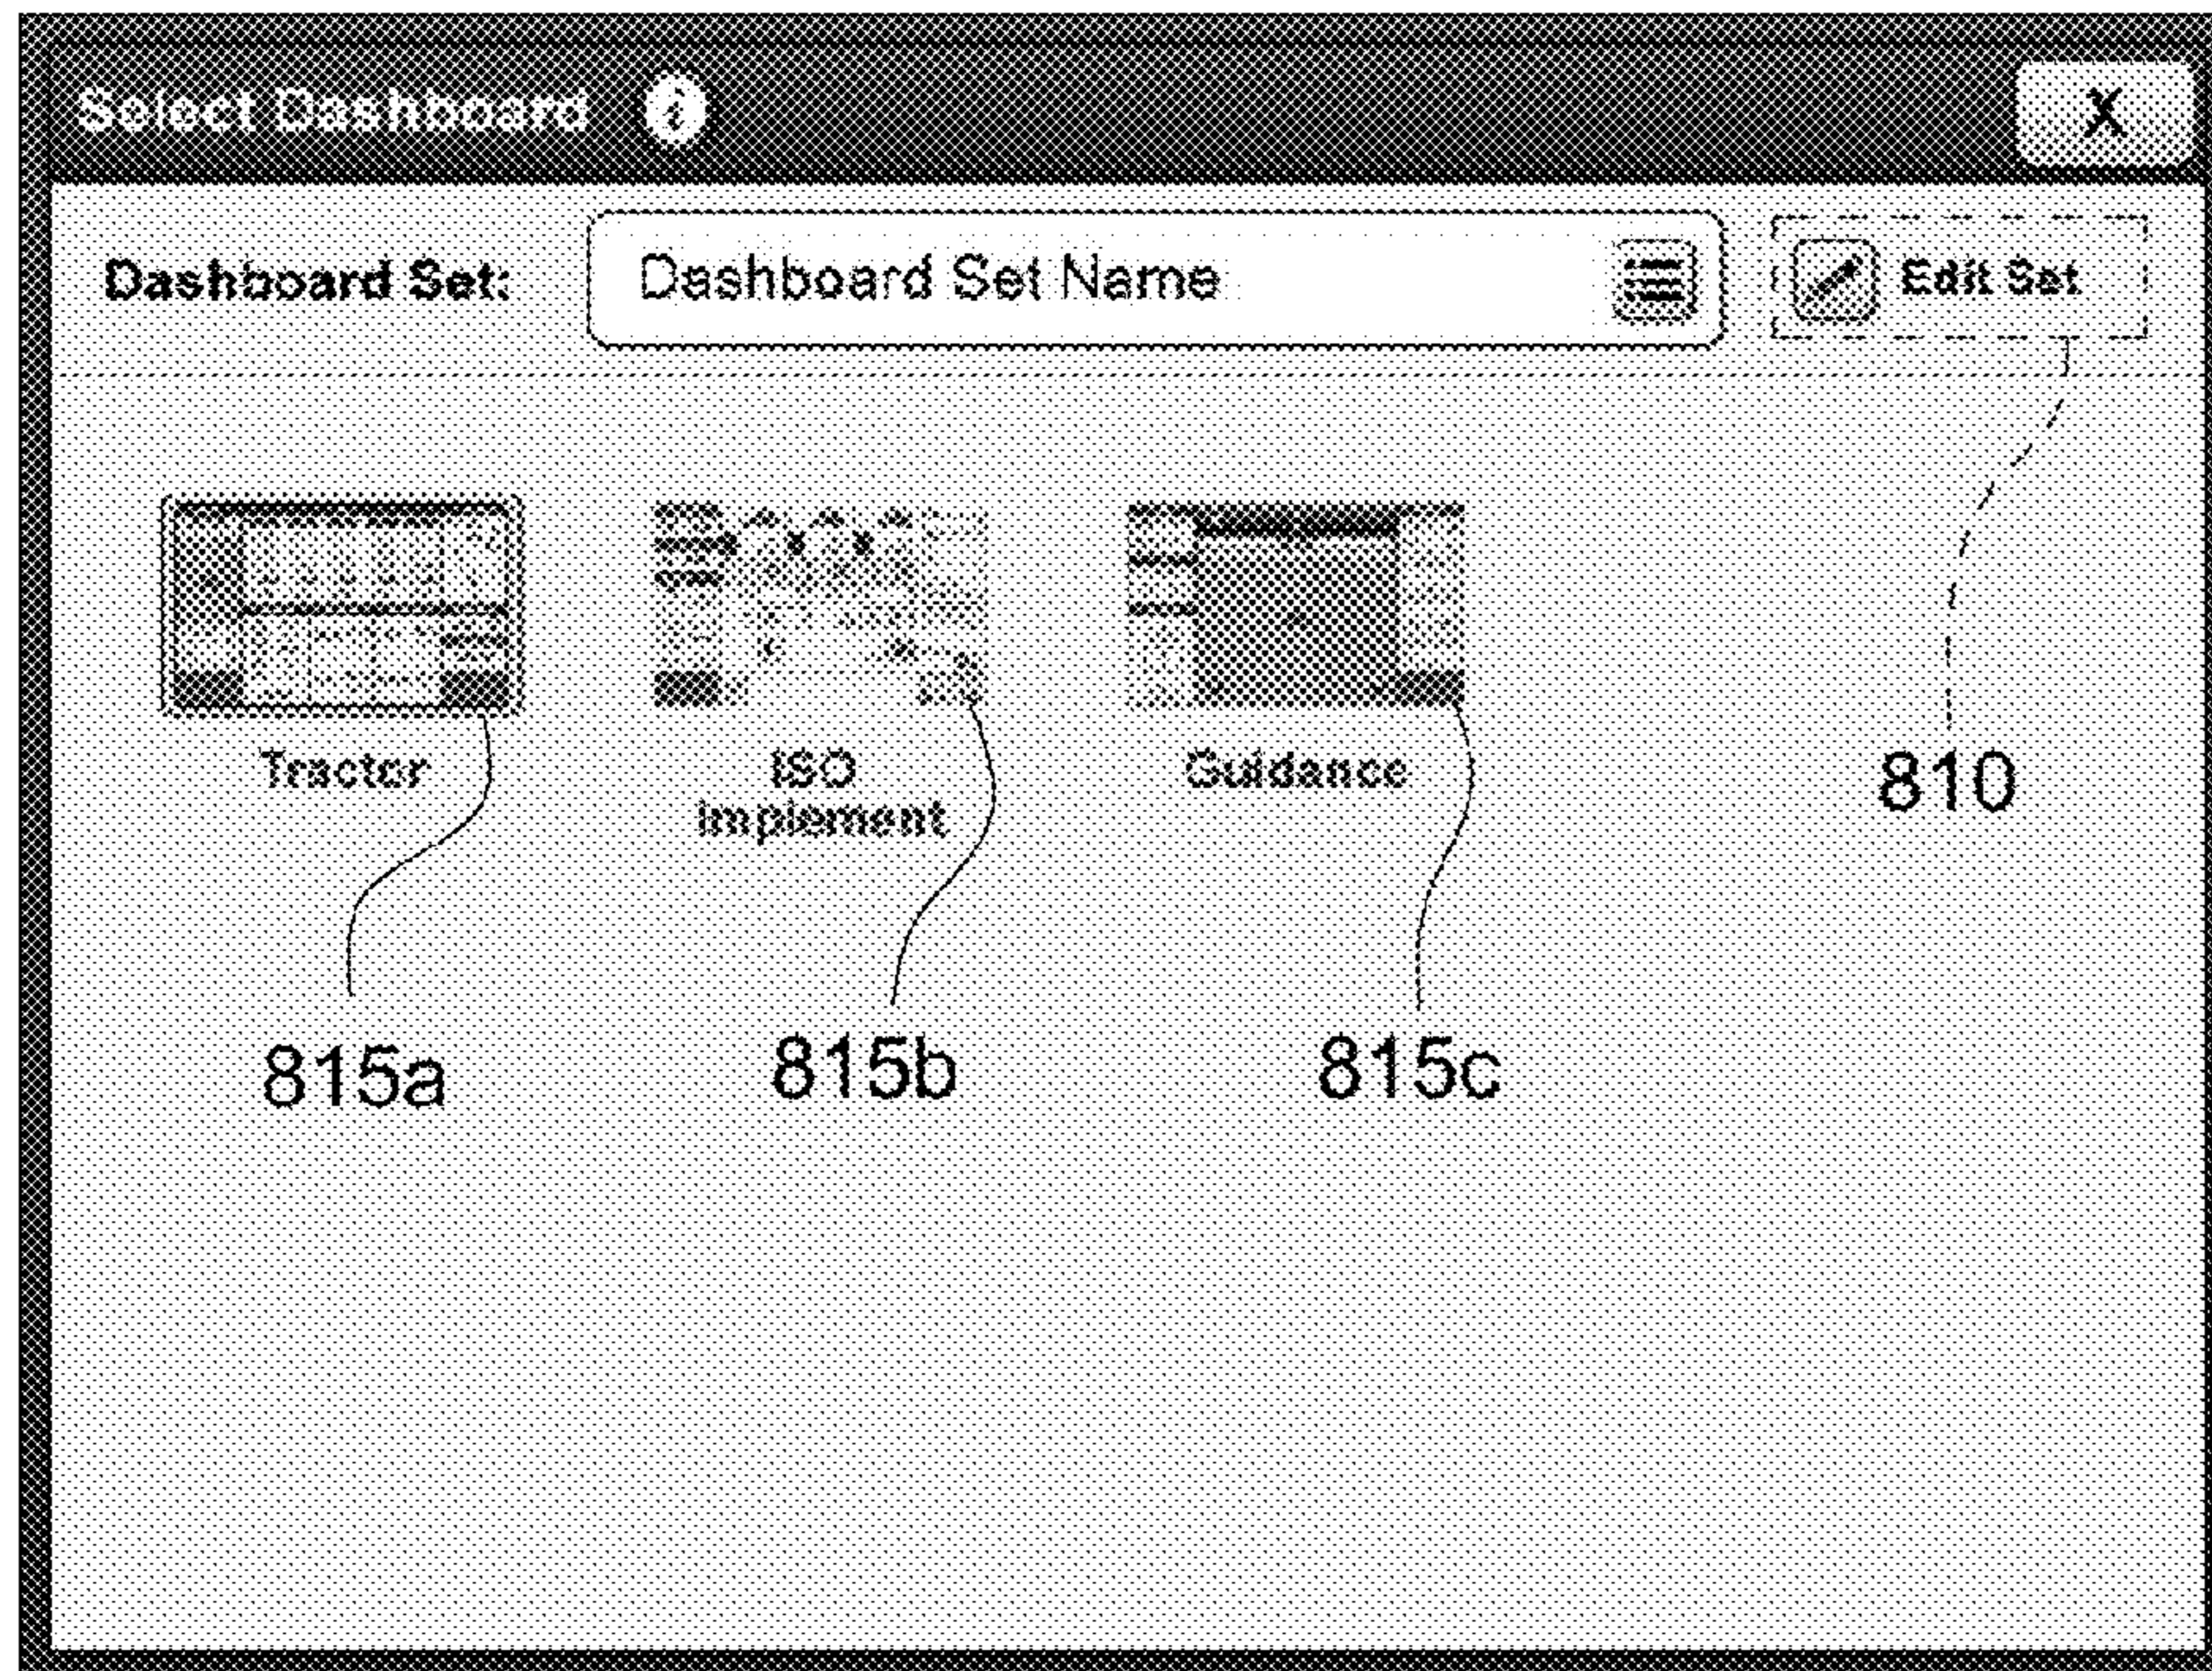 Select Dashboard i X
Dashboard Set: Dashboard Set Name Edit Set
Tractor ISO Guidance 810
Implement
815a 815b 815c